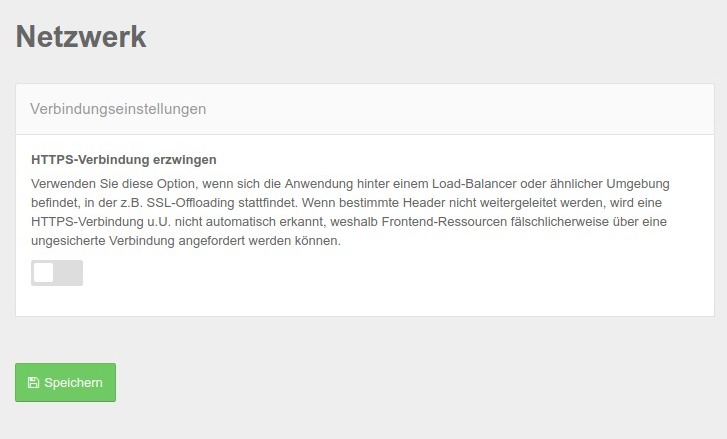 Netzwerk
Verbindungseinstellungen
HTTPS-Verbindung erzwingen
Verwenden Sie diese Option, wenn sich die Anwendung hinter einem Load-Balancer oder ähnlicher Umgebung
befindet, in der z.B. SSL-Offloading stattfindet. Wenn bestimmte Header nicht weitergeleitet werden, wird eine
HTTPS-Verbindung u.U. nicht automatisch erkannt, weshalb Frontend-Ressourcen fälschlicherweise über eine
ungesicherte Verbindung angefordert werden können.
Speichern